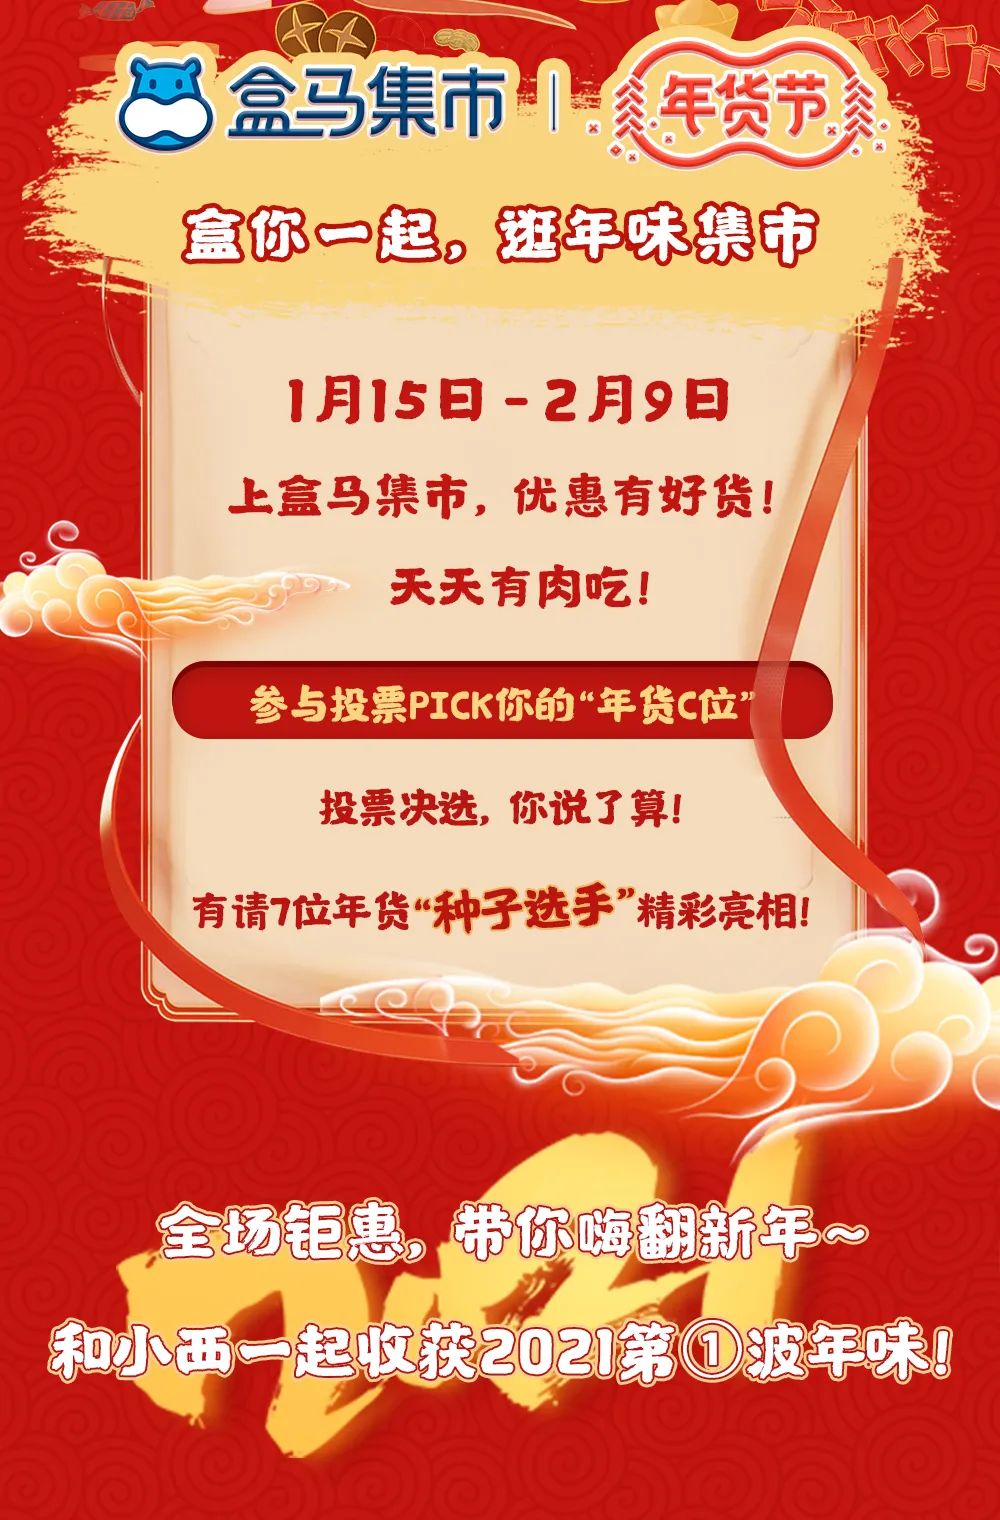 盒马集市 | 年货节
盒你一起，逛年味集市
1月15日-2月9日
上盒马集市，优惠有好货！
天天有肉吃！
参与投票PICK你的“年货C位”
投票决选，你说了算！
有请7位年货“种子选手”精彩亮相！
2021
全场钜惠，带你嗨翻新年～
和小西一起收获2021第①波年味！